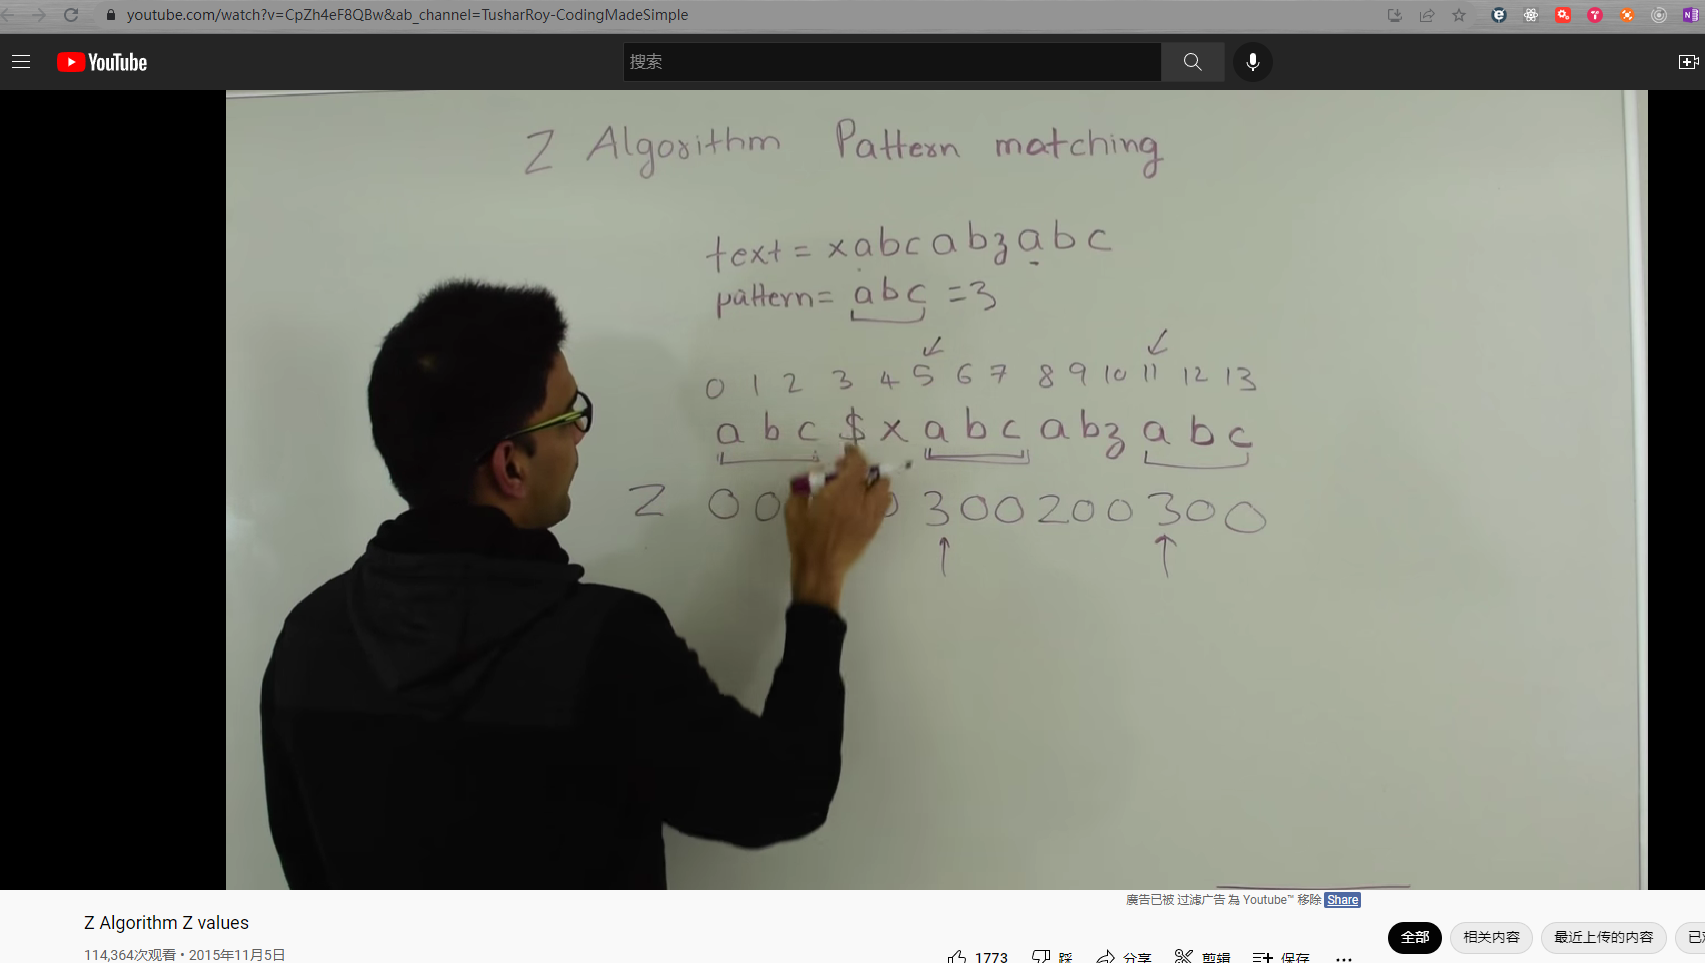 youtube.com/watch?v=CpZh4eF8QBw&ab_channel=TusharRoy-CodingMadeSimple
YouTube
搜索
Z Algorithm Pattern matching
text = xabcabzabc
pattern = abc = 3
0 1 2 3 4 5 6 7 8 9 10 11 12 13
a b c $ x a b c a b z a b c
Z 0 0 0 3 0 0 2 0 0 3 0 0
廣告已被 过滤广告 為 Youtube™ 移除 Share
Z Algorithm Z values
114,364次观看 • 2015年11月5日
1773 踩 分享 剪辑 保存 ...
全部 相关内容 最近上传的内容